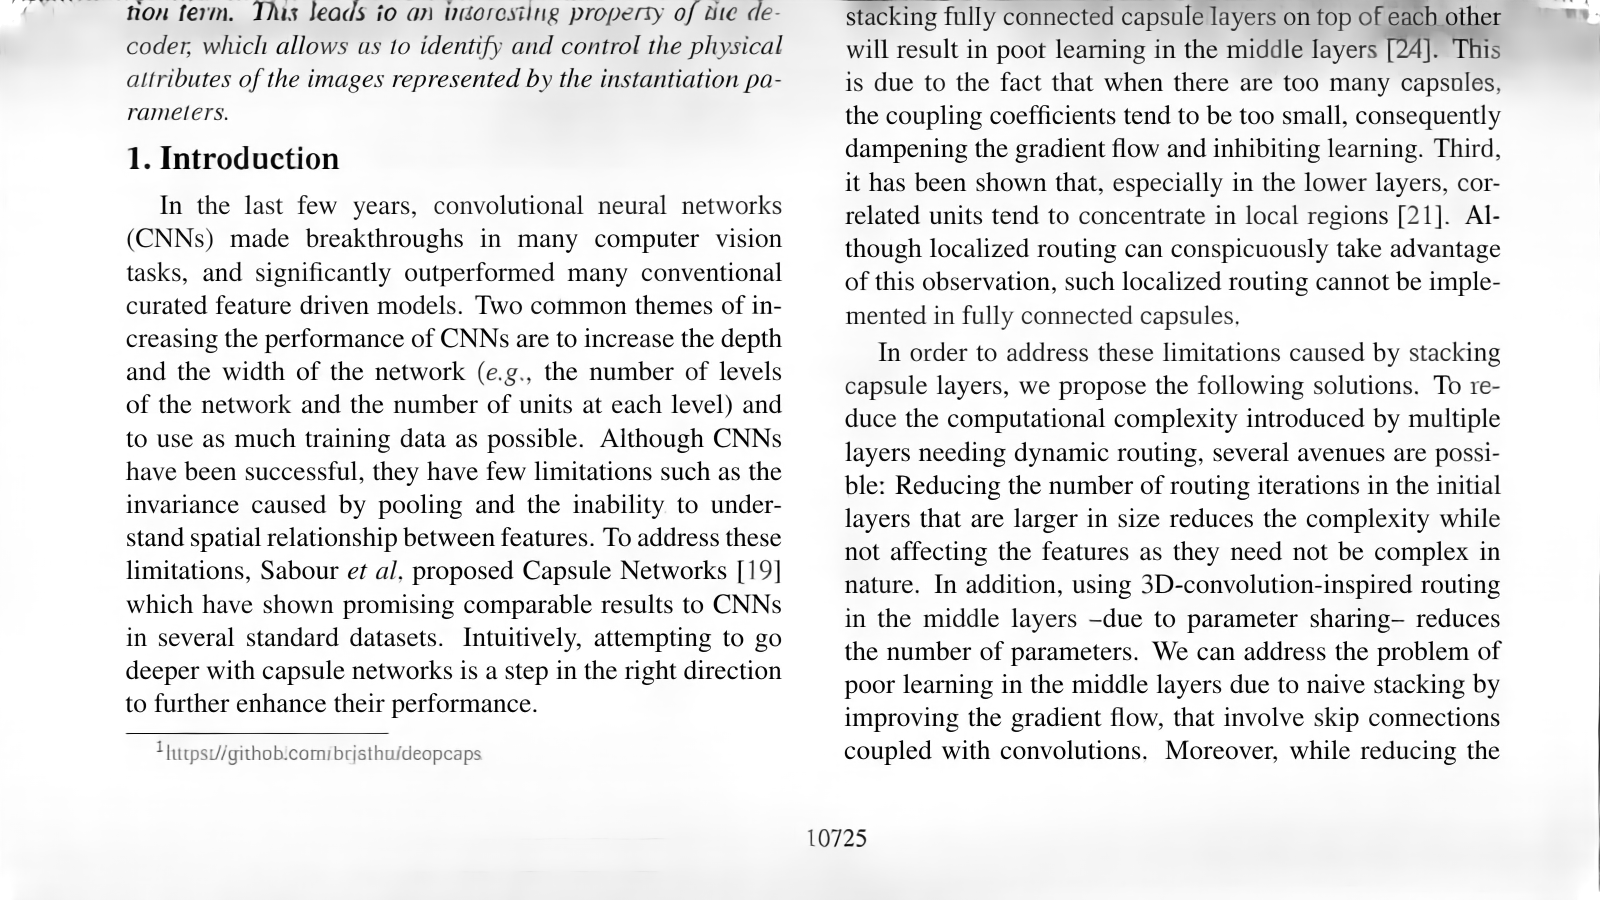 tion term. This leads to an interesting property of the de-
coder, which allows us to identify and control the physical
attributes of the images represented by the instantiation pa-
rameters.
1. Introduction
In the last few years, convolutional neural networks
(CNNs) made breakthroughs in many computer vision
tasks, and significantly outperformed many conventional
curated feature driven models. Two common themes of in-
creasing the performance of CNNs are to increase the depth
and the width of the network (e.g., the number of levels
of the network and the number of units at each level) and
to use as much training data as possible. Although CNNs
have been successful, they have few limitations such as the
invariance caused by pooling and the inability to under-
stand spatial relationship between features. To address these
limitations, Sabour et al. proposed Capsule Networks [19]
which have shown promising comparable results to CNNs
in several standard datasets. Intuitively, attempting to go
deeper with capsule networks is a step in the right direction
to further enhance their performance.
1
stacking fully connected capsule layers on top of each other
will result in poot learning in the middle layers [24]. This
is due to the fact that when there are too many capsules,
the coupling coefficients tend to be too small, consequently
dampening the gradient flow and inhibiting learning. Third,
it has been shown that, especially in the lower layers, cor-
related units tend to concentrate in local regions [21]. Al-
though localized routing can conspicuously take advantage
of this observation, such localized routing cannot be imple-
mented in fully connected capsules.
In order to address these limitations caused by stacking
capsule layers, we propose the following solutions. To re-
duce the computational complexity introduced by multiple
layers needing dynamic routing, several avenues are possi-
ble: Reducing the number of routing iterations in the initial
layers that are larger in size reduces the complexity while
not affecting the features as they need not be complex in
nature. In addition, using 3D-convolution-inspired routing
in the middle layers –due to parameter sharing– reduces
the number of parameters. We can address the problem of
poor learning in the middle layers due to naive stacking by
improving the gradient flow, that involve skip connections
coupled with convolutions. Moreover, while reducing the
10725